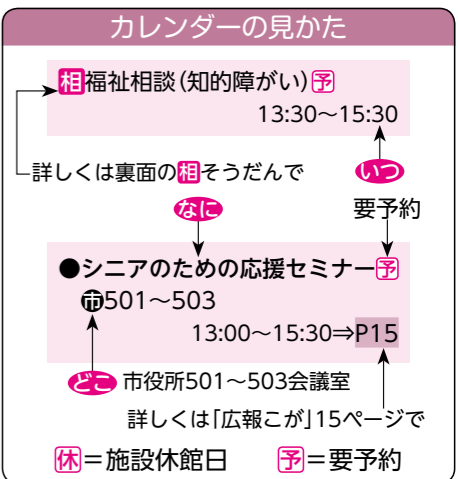 カレンダーの見かた
相福祉相談(知的障がい)予
13:30～15:30
詳しくは裏面の相そうだんで
いつ
なに
要予約
●シニアのための応援セミナー予
市501～503
13:00～15:30⇒P15
どこ 市役所501～503会議室
詳しくは「広報こが」15ページで
休＝施設休館日 予＝要予約